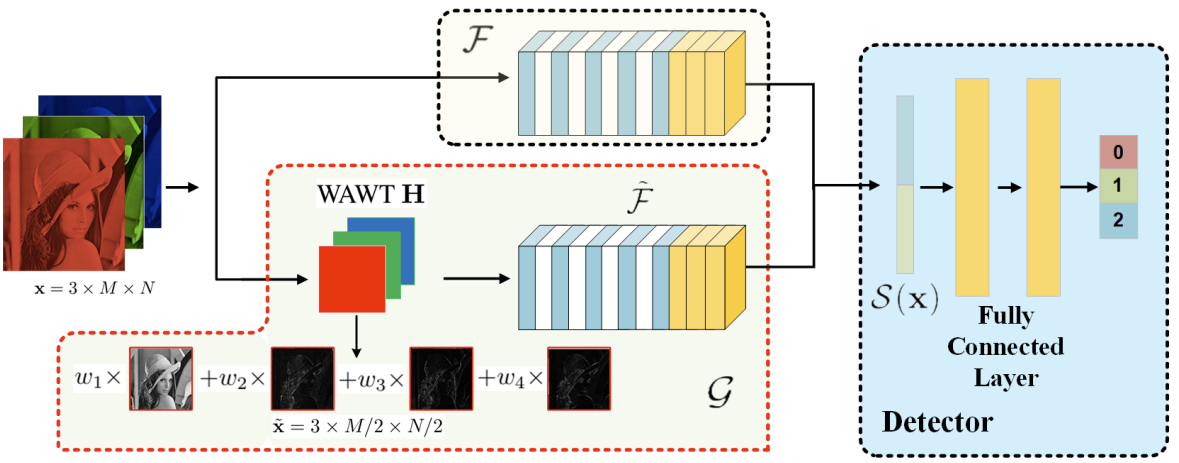 𝓕
WAWT H
𝓕̃
x = 3 × M × N
w₁× +w₂× +w₃× +w₄×
x̃ = 3 × M/2 × N/2
𝒢
0
1
2
𝒮(x)
Fully
Connected
Layer
Detector